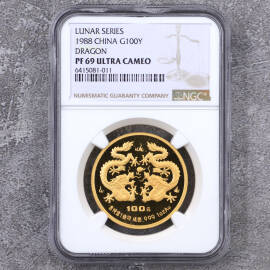 LUNAR SERIES
1988 CHINA G100Y
DRAGON
PF 69 ULTRA CAMEO
6415081-011
NUMISMATIC GUARANTY COMPANY
NGC
100元